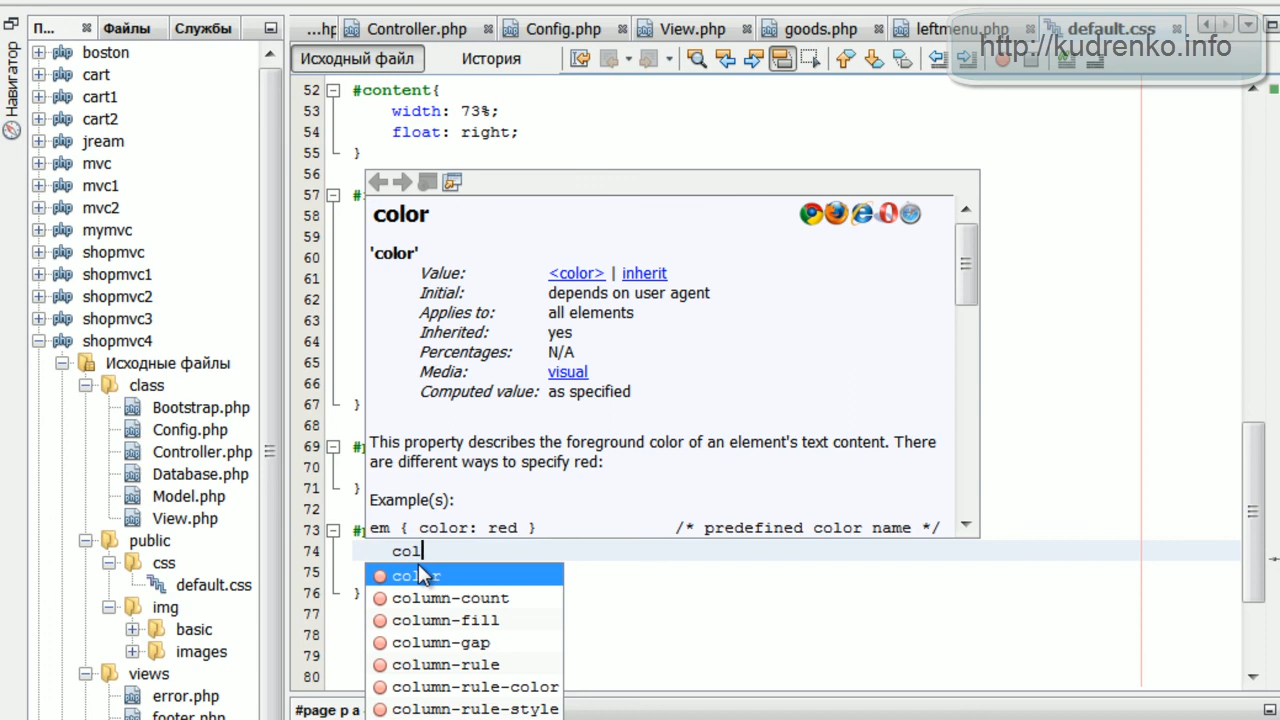 П...
Файлы
Службы
...hp
Controller.php
Config.php
View.php
goods.php
leftmenu.php
default.css
http://kudrenko.info
Навигатор
Исходный файл
История
boston
cart
cart1
cart2
jream
mvc
mvc1
mvc2
mymvc
shopmvc
shopmvc1
shopmvc2
shopmvc3
shopmvc4
Исходные файлы
class
Bootstrap.php
Config.php
Controller.php
Database.php
Model.php
View.php
public
css
default.css
img
basic
images
views
error.php
footer.php
52 #content{
53 width: 73%;
54 float: right;
55 }
56
57 #
58
59
60
61
62
63
64
65
66
67 }
68
69 #
70
71 }
72
73 #
74 col
75
76 }
77
78
79
80
color
'color'
Value: <color> | inherit
Initial: depends on user agent
Applies to: all elements
Inherited: yes
Percentages: N/A
Media: visual
Computed value: as specified
This property describes the foreground color of an element's text content. There
are different ways to specify red:
Example(s):
em { color: red } /* predefined color name */
color
column-count
column-fill
column-gap
column-rule
column-rule-color
column-rule-style
#page p a